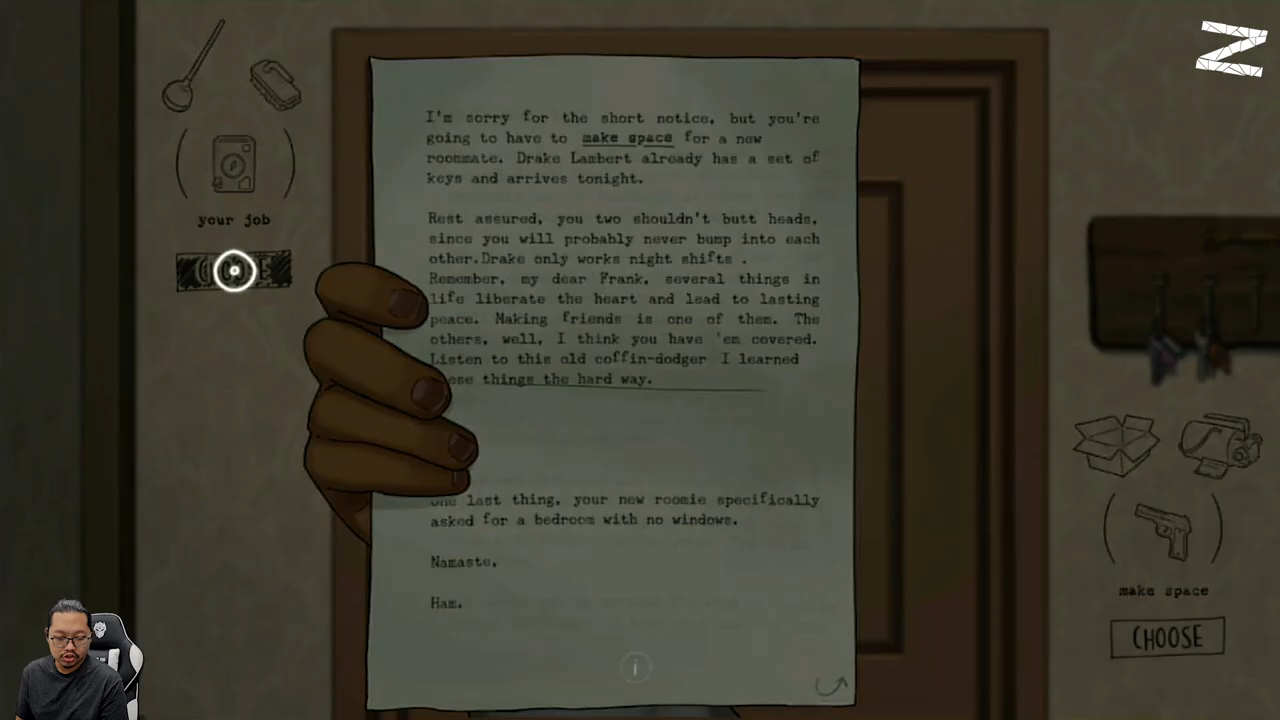 I'm sorry for the short notice, but you're
going to have to make space for a new
roommate. Drake Lambert already has a set of
keys and arrives tonight.
Rest assured, you two shouldn't butt heads,
since you will probably never bump into each
other.Drake only works night shifts .
Remember, my dear Frank, several things in
life liberate the heart and lead to lasting
peace. Making friends is one of them. The
others, well, I think you have 'em covered.
Listen to this old coffin-dodger I learned
these things the hard way.
One last thing, your new roomie specifically
asked for a bedroom with no windows.
Namaste,
Ham.
i
your job
make space
CHOOSE
Z